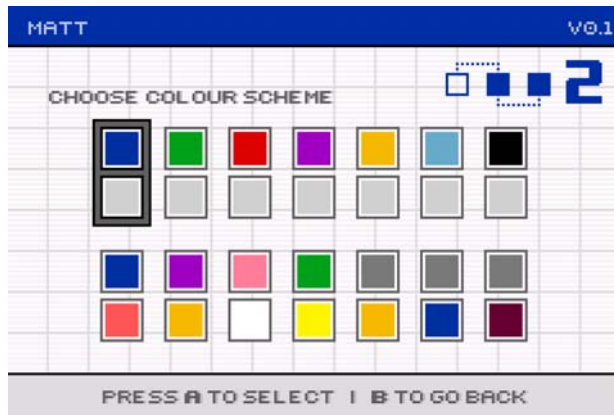 MATT V0.1
2
CHOOSE COLOUR SCHEME
PRESS A TO SELECT | B TO GO BACK